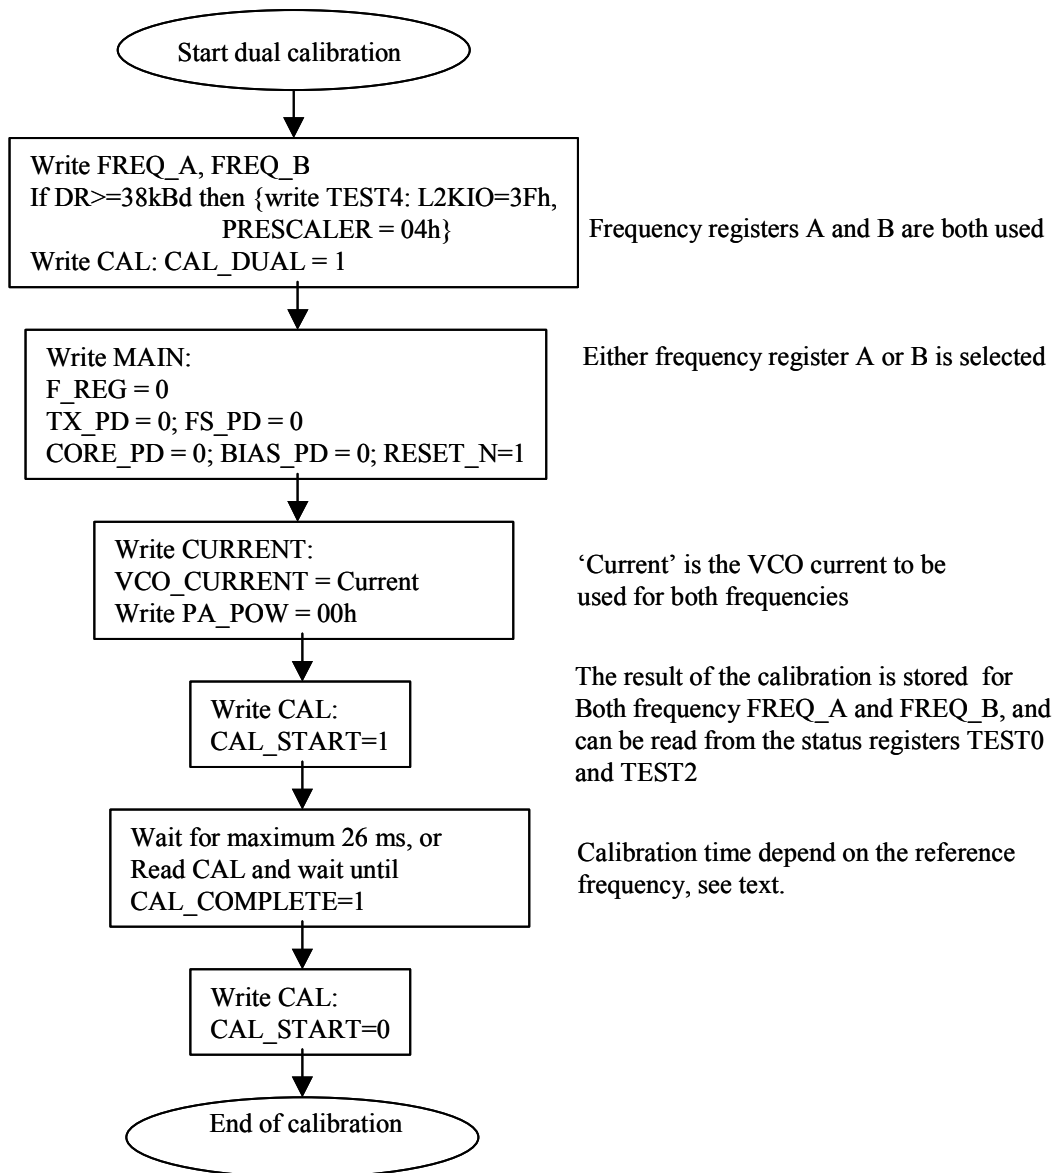 Start dual calibration
Write FREQ_A, FREQ_B
If DR>=38kBd then {write TEST4: L2KIO=3Fh,
PRESCALER = 04h}
Write CAL: CAL_DUAL = 1
Frequency registers A and B are both used
Write MAIN:
F_REG = 0
TX_PD = 0; FS_PD = 0
CORE_PD = 0; BIAS_PD = 0; RESET_N=1
Either frequency register A or B is selected
Write CURRENT:
VCO_CURRENT = Current
Write PA_POW = 00h
‘Current’ is the VCO current to be
used for both frequencies
Write CAL:
CAL_START=1
The result of the calibration is stored for
Both frequency FREQ_A and FREQ_B, and
can be read from the status registers TEST0
and TEST2
Wait for maximum 26 ms, or
Read CAL and wait until
CAL_COMPLETE=1
Calibration time depend on the reference
frequency, see text.
Write CAL:
CAL_START=0
End of calibration